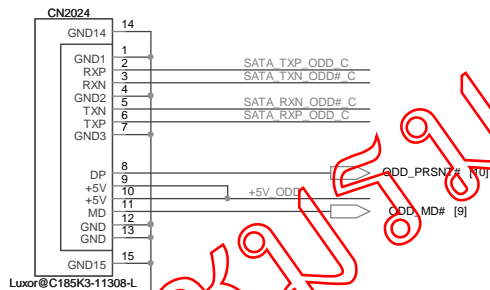 CN2024
GND14 14
GND1 1
RXP 2 SATA_TXP_ODD_C
RXN 3 SATA_TXN_ODD#_C
GND2 4
TXN 5 SATA_RXN_ODD#_C
TXP 6 SATA_RXP_ODD_C
GND3 7
DP 8 ODD_PRSNT# [10]
+5V 9
+5V 10 +5V_ODD
MD 11 ODD_MD# [9]
GND 12
GND 13
GND15 15
Luxor@C185K3-11308-L